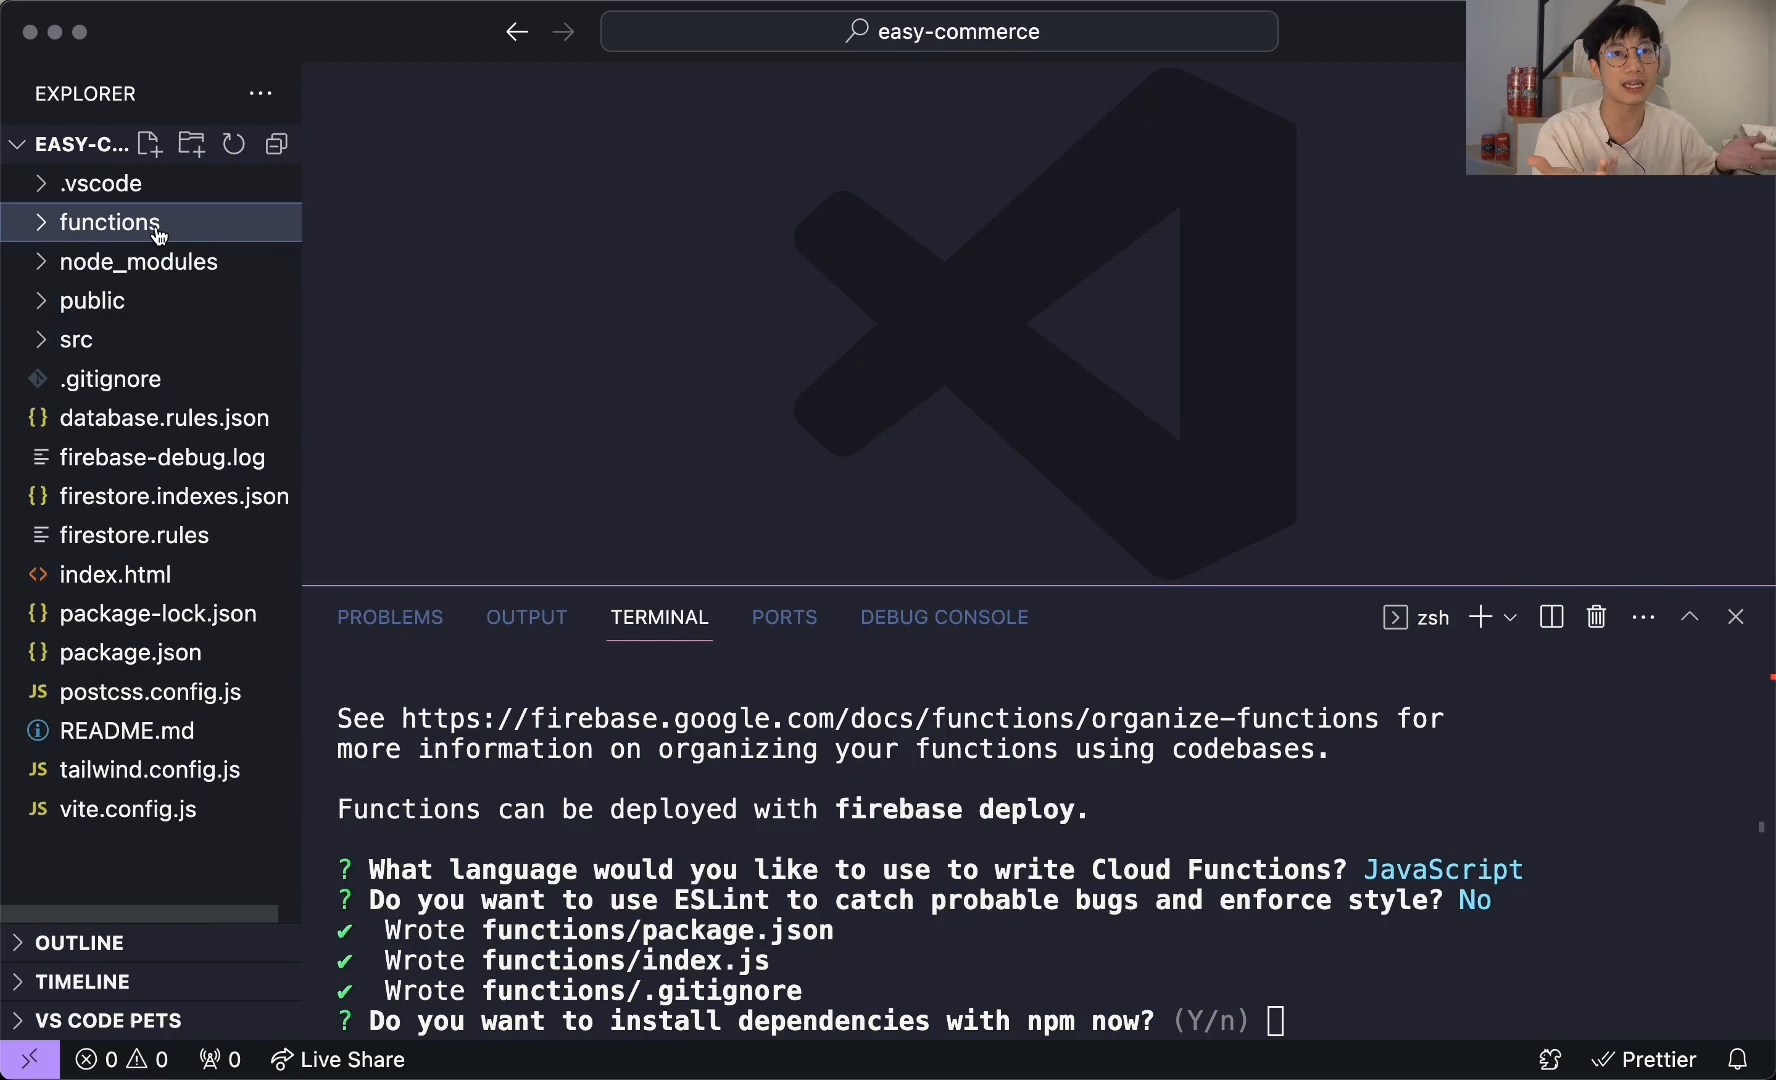 easy-commerce
EXPLORER
EASY-C...
.vscode
functions
node_modules
public
src
.gitignore
database.rules.json
firebase-debug.log
firestore.indexes.json
firestore.rules
index.html
package-lock.json
package.json
postcss.config.js
README.md
tailwind.config.js
vite.config.js
OUTLINE
TIMELINE
VS CODE PETS
PROBLEMS OUTPUT TERMINAL PORTS DEBUG CONSOLE zsh
See https://firebase.google.com/docs/functions/organize-functions for
more information on organizing your functions using codebases.
Functions can be deployed with firebase deploy.
? What language would you like to use to write Cloud Functions? JavaScript
? Do you want to use ESLint to catch probable bugs and enforce style? No
✔ Wrote functions/package.json
✔ Wrote functions/index.js
✔ Wrote functions/.gitignore
? Do you want to install dependencies with npm now? (Y/n)
0 0 0 Live Share Prettier